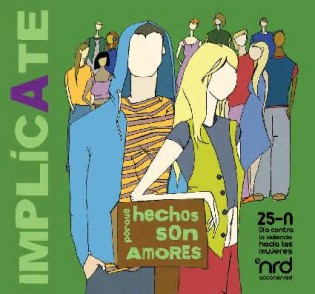 IMPLÍCATE
porque
hechos
son
AMORES
25-n
Día contra
la violencia
hacia las
mujeres
nrd